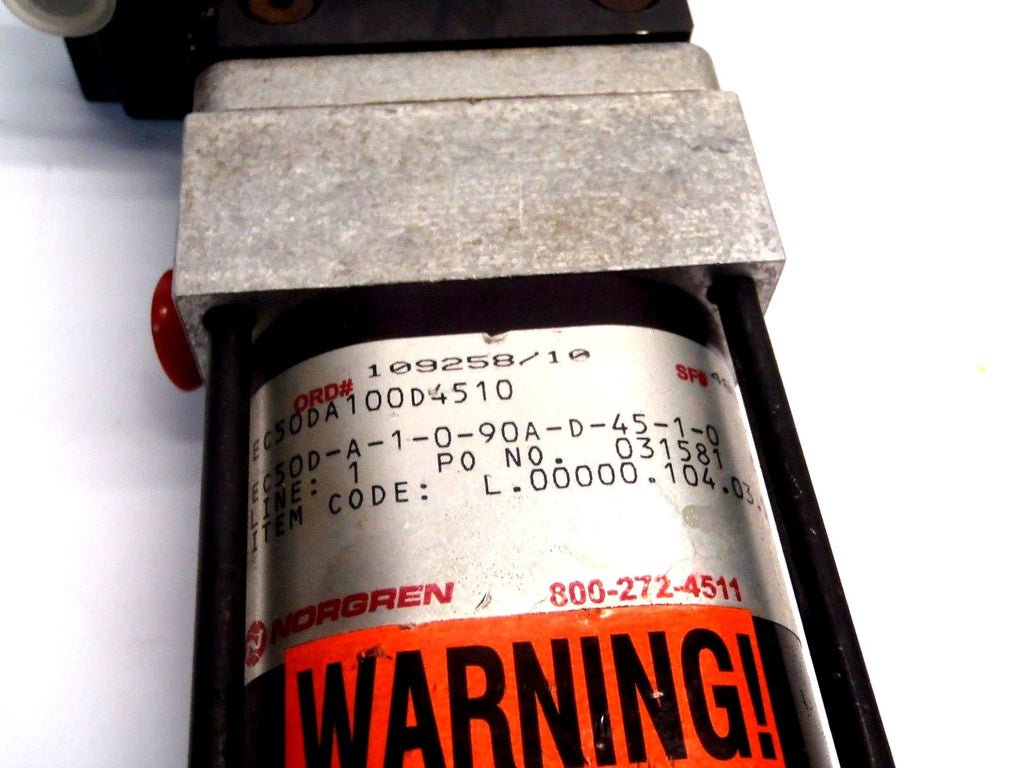 ORD# 109258/10 SF#
EC50DA100D4510
EC50D-A-1-0-90A-D-45-1-0
LINE: 1 PO NO. 031581
ITEM CODE: L.00000.104.03.
NORGREN 800-272-4511
WARNING!